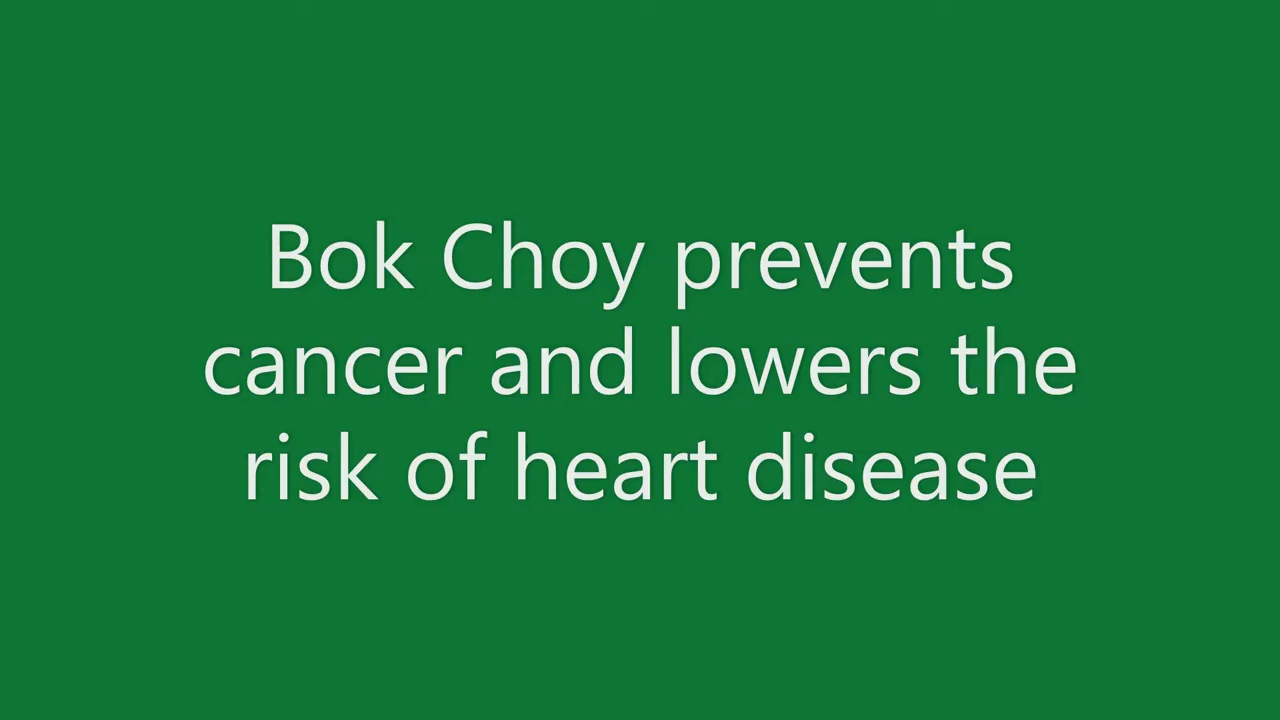 Bok Choy prevents
cancer and lowers the
risk of heart disease